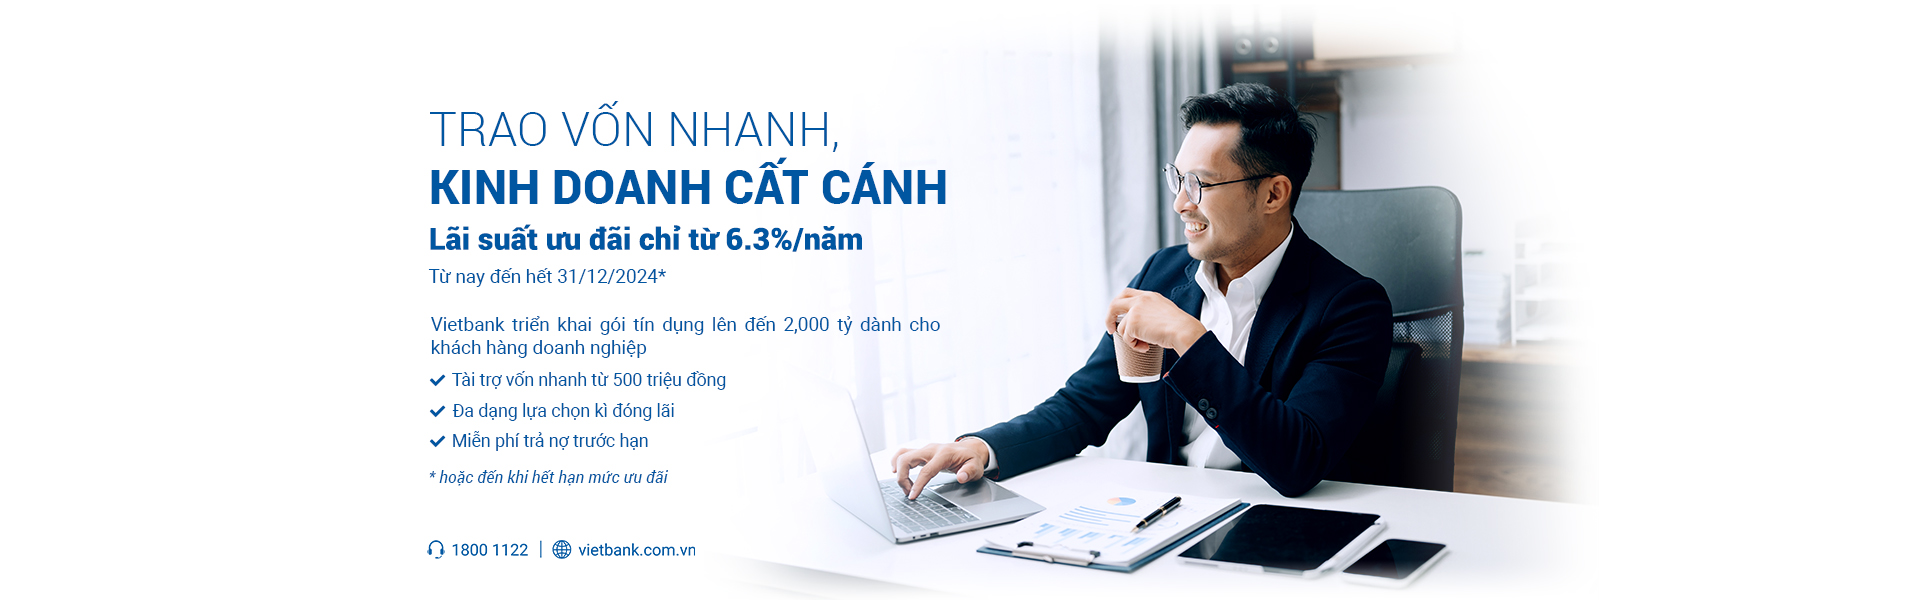 TRAO VỐN NHANH,
KINH DOANH CẤT CÁNH
Lãi suất ưu đãi chỉ từ 6.3%/năm
Từ nay đến hết 31/12/2024*
Vietbank triển khai gói tín dụng lên đến 2,000 tỷ dành cho
khách hàng doanh nghiệp
Tài trợ vốn nhanh từ 500 triệu đồng
Đa dạng lựa chọn kì đóng lãi
Miễn phí trả nợ trước hạn
* hoặc đến khi hết hạn mức ưu đãi
1800 1122 | vietbank.com.vn